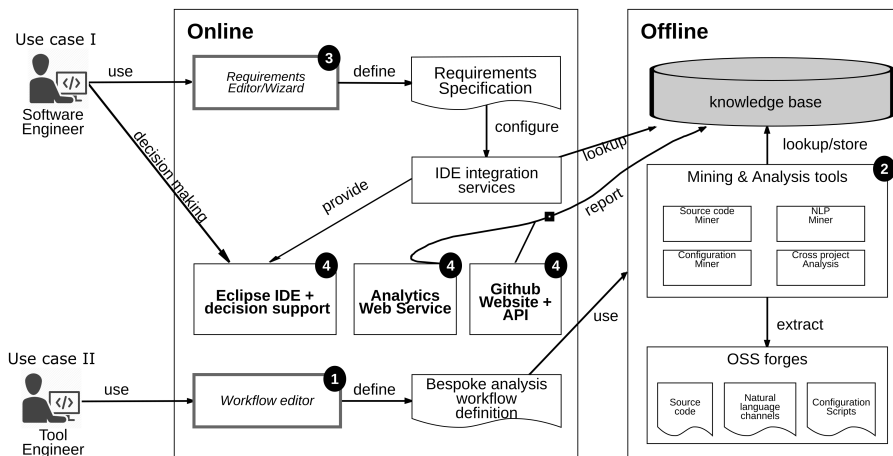 Online
Offline
Use case I
Software
Engineer
use
decision making
Requirements
Editor/Wizard
3
define
Requirements
Specification
configure
IDE integration
services
lookup
provide
report
Eclipse IDE +
decision support
4
Analytics
Web Service
4
Github
Website +
API
4
use
Use case II
Tool
Engineer
use
Workflow editor
1
define
Bespoke analysis
workflow
definition
knowledge base
lookup/store
Mining & Analysis tools
2
Source code
Miner
NLP
Miner
Configuration
Miner
Cross project
Analysis
extract
OSS forges
Source
code
Natural
language
channels
Configuration
Scripts